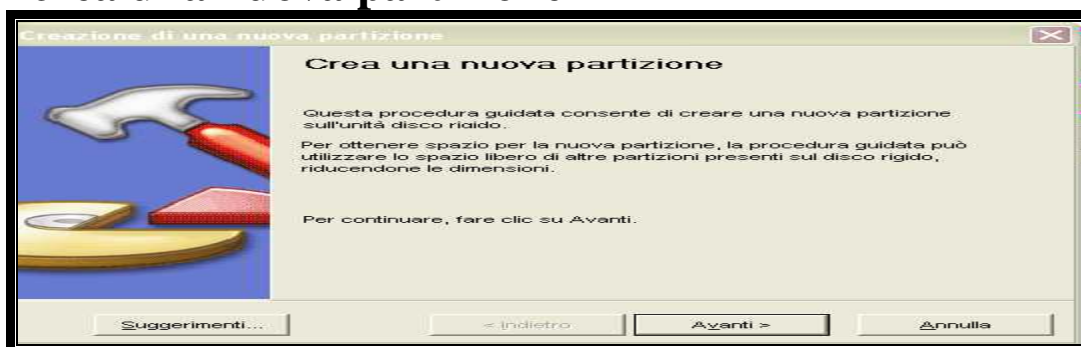 Creazione di una nuova partizione
Crea una nuova partizione
Questa procedura guidata consente di creare una nuova partizione
sull'unità disco rigido.
Per ottenere spazio per la nuova partizione, la procedura guidata può
utilizzare lo spazio libero di altre partizioni presenti sul disco rigido,
riducendone le dimensioni.
Per continuare, fare clic su Avanti.
Suggerimenti...
< Indietro
Avanti >
Annulla